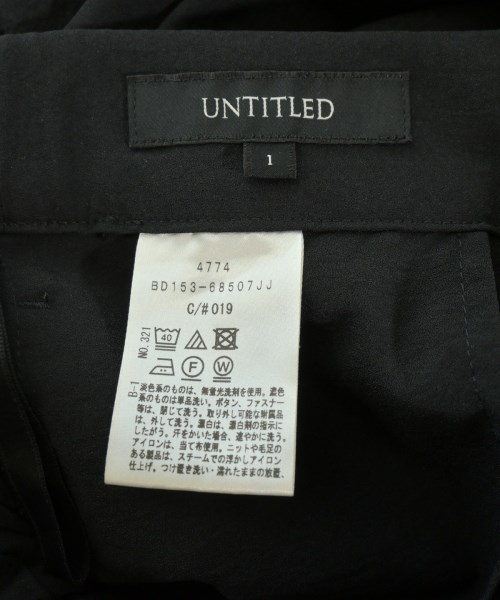 UNTITLED
1
4774
BD153-68507JJ
C/#019
NO.321
40
F
W
B-1
淡色系のものは、無蛍光洗剤を使用。濃色
系のものは単品洗い。ボタン、ファスナー
等は、閉じて洗う。取り外し可能な附属品
は、外して洗う。漂白は、漂白剤の指示に
したがう。汗をかいた場合、速やかに洗う。
アイロンは、当て布使用。ニットや毛足の
ある製品は、スチームでの浮かしアイロン
仕上げ。つけ置き洗い・濡れたままの放置、